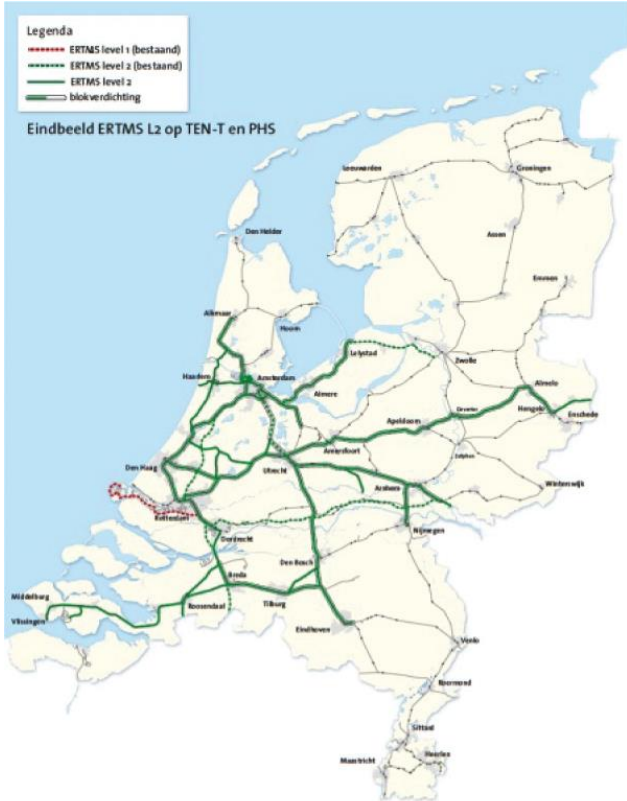 Legenda
ERTMS level 1 (bestaand)
ERTMS level 2 (bestaand)
ERTMS level 2
blokverdichting
Eindbeeld ERTMS L2 op TEN-T en PHS
Leeuwarden
Groningen
Assen
Den Helder
Emmen
Alkmaar
Hoorn
Lelystad
Zwolle
Haarlem
Amsterdam
Almere
Almelo
Deventer
Hengelo
Enschede
Apeldoorn
Amersfoort
Den Haag
Utrecht
Zutphen
Arnhem
Winterswijk
Rotterdam
Nijmegen
Dordrecht
Den Bosch
Breda
Middelburg
Tilburg
Roosendaal
Vlissingen
Eindhoven
Venlo
Roermond
Sittard
Heerlen
Maastricht